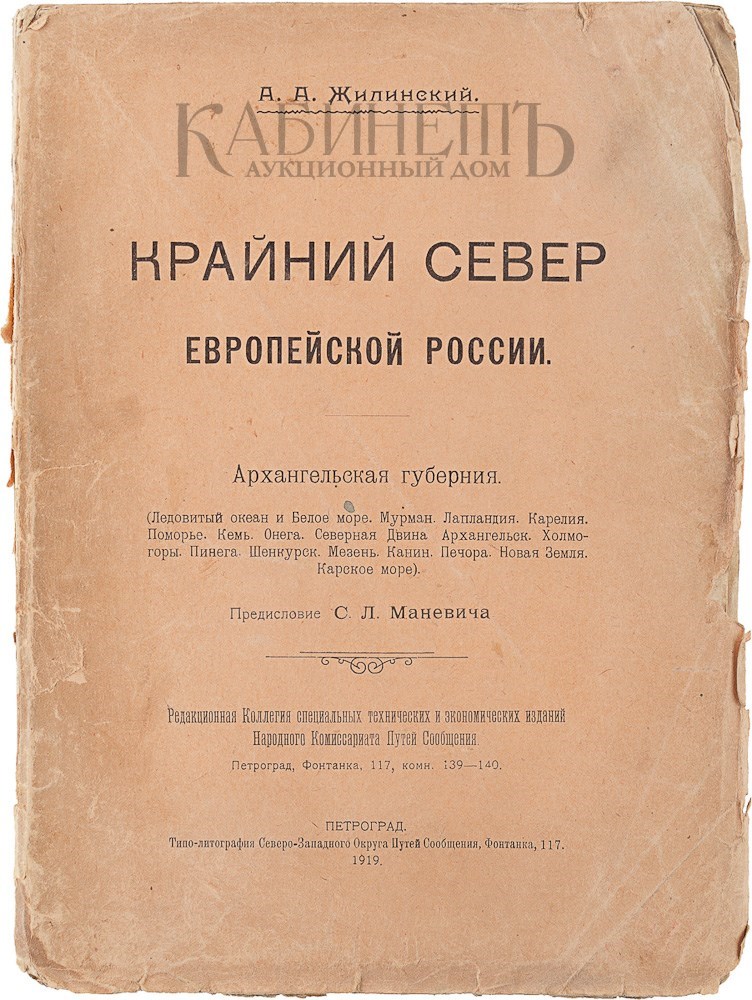 А. А. Жилинский.
КАБИНЕТЪ
АУКЦИОННЫЙ ДОМ
КРАЙНИЙ СЕВЕР
ЕВРОПЕЙСКОЙ РОССИИ.
Архангельская губерния.
(Ледовитый океан и Белое море. Мурман. Лапландия. Карелия.
Поморье. Кемь. Онега. Северная Двина Архангельск. Холмо-
горы. Пинега. Шенкурск. Мезень. Канин. Печора. Новая Земля.
Карское море).
Предисловие С. Л. Маневича
Редакционная Коллегия специальных технических и экономических изданий
Народного Комиссариата Путей Сообщения.
Петроград, Фонтанка, 117, комн. 139—140.
ПЕТРОГРАД.
Типо-литография Северо-Западного Округа Путей Сообщения, Фонтанка, 117.
1919.